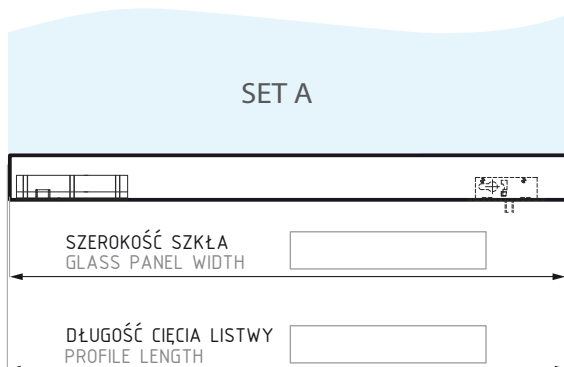 SET A
SZEROKOŚĆ SZKŁA
GLASS PANEL WIDTH
DŁUGOŚĆ CIĘCIA LISTWY
PROFILE LENGTH